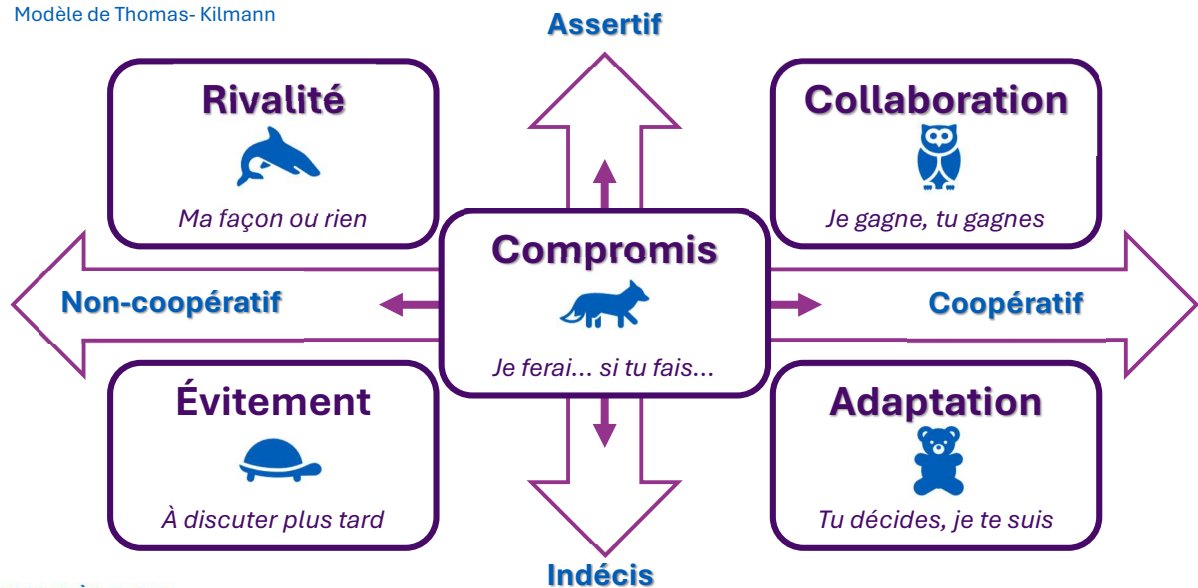 Modèle de Thomas- Kilmann
Assertif
Rivalité
Ma façon ou rien
Collaboration
Je gagne, tu gagnes
Compromis
Je ferai... si tu fais...
Non-coopératif
Coopératif
Évitement
À discuter plus tard
Adaptation
Tu décides, je te suis
Indécis